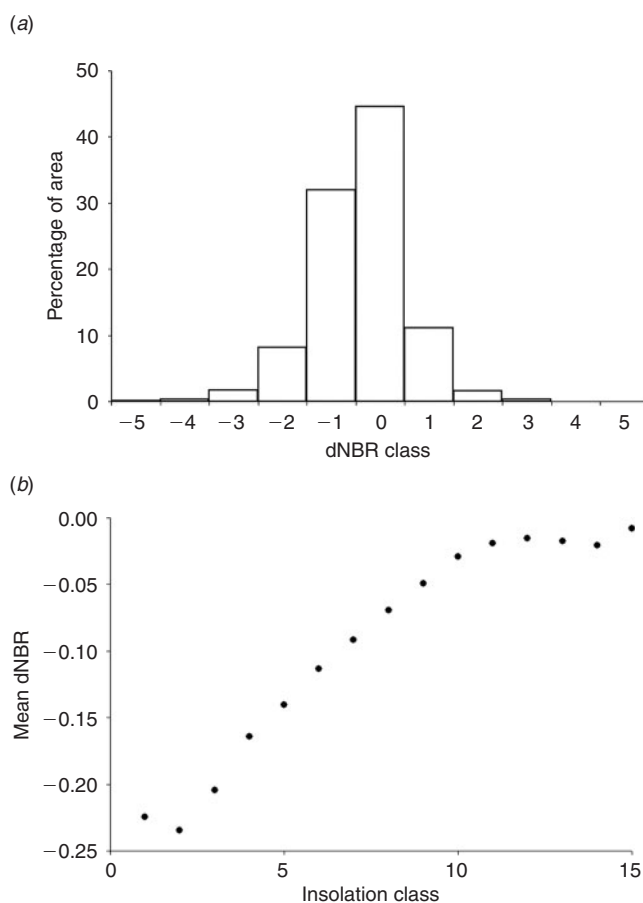 (a)
50
40
30
20
10
0
Percentage of area
−5 −4 −3 −2 −1 0 1 2 3 4 5
dNBR class
(b)
0.00
−0.05
−0.10
−0.15
−0.20
−0.25
Mean dNBR
0 5 10 15
Insolation class